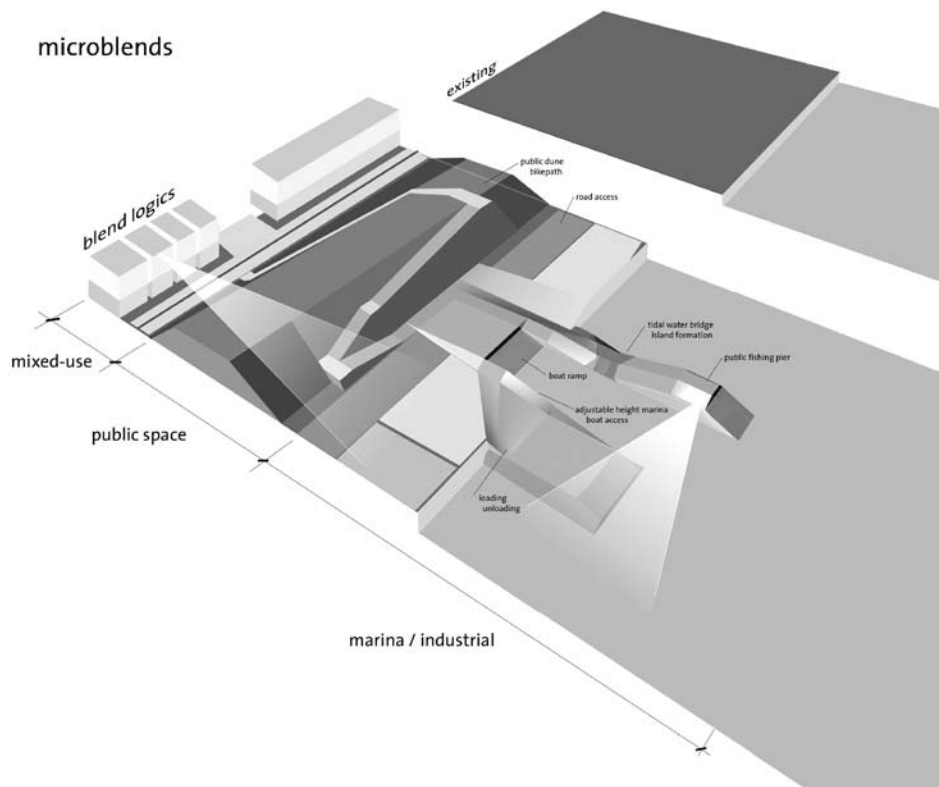 microblends
existing
public dune
bikepath
road access
blend logics
tidal water bridge
island formation
mixed-use
public fishing pier
boat ramp
adjustable height marina
boat access
public space
loading
unloading
marina / industrial